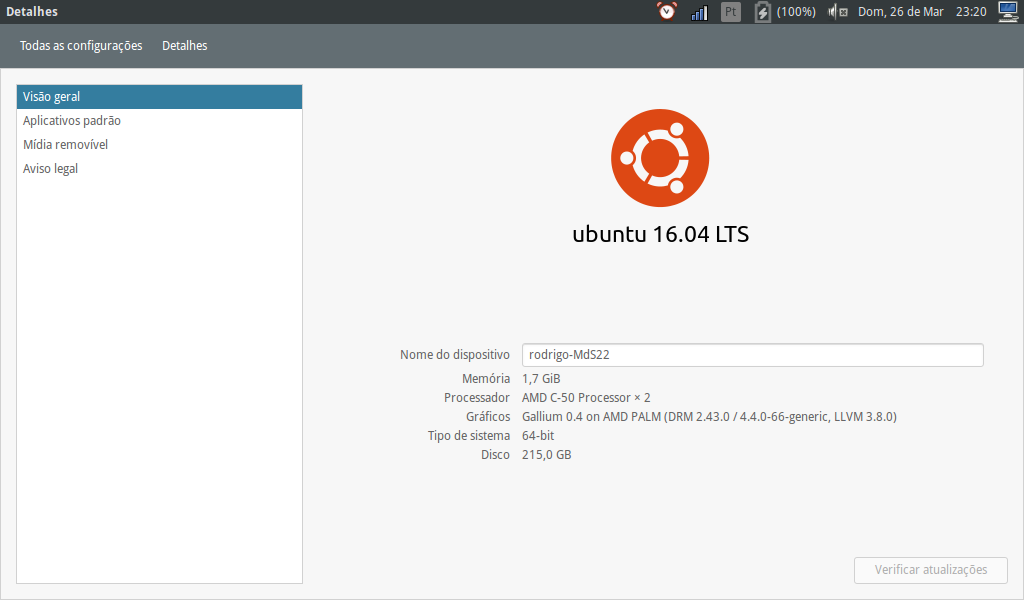 Detalhes Pt (100%) Dom, 26 de Mar 23:20
Todas as configurações Detalhes
Visão geral
Aplicativos padrão
Mídia removível
Aviso legal
ubuntu 16.04 LTS
Nome do dispositivo rodrigo-MdS22
Memória 1,7 GiB
Processador AMD C-50 Processor × 2
Gráficos Gallium 0.4 on AMD PALM (DRM 2.43.0 / 4.4.0-66-generic, LLVM 3.8.0)
Tipo de sistema 64-bit
Disco 215,0 GB
Verificar atualizações